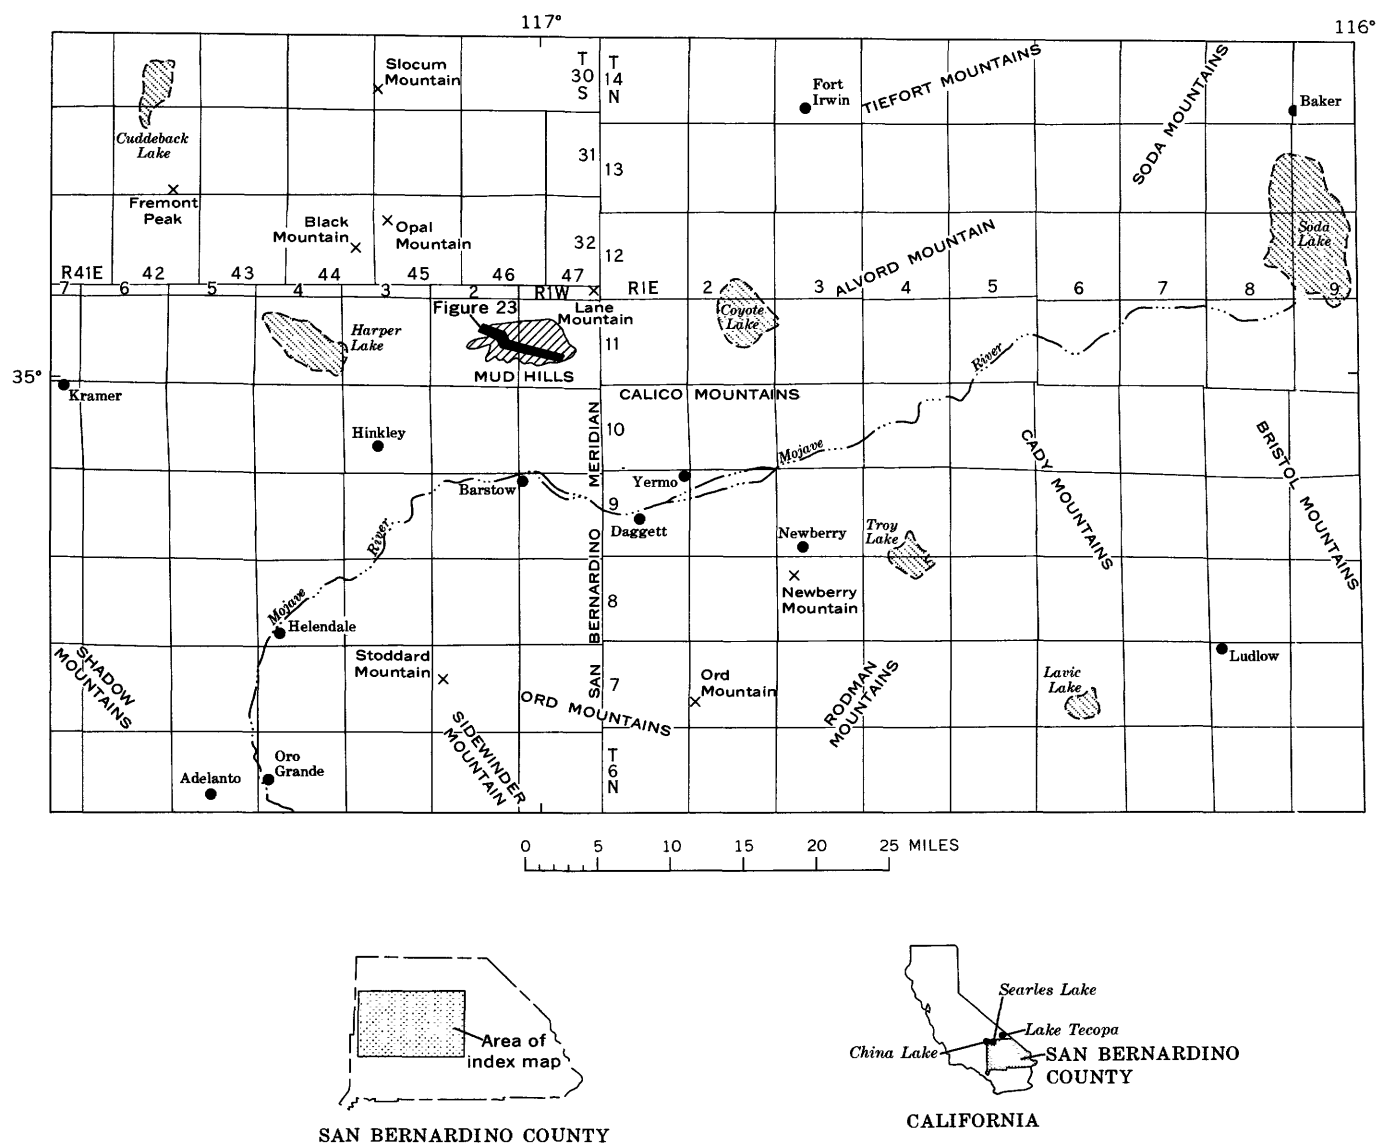 117°
116°
Slocum
Mountain
T
30
S
T
14
N
Fort
Irwin
TIEFORT MOUNTAINS
SODA MOUNTAINS
Baker
Cuddeback
Lake
31
13
Fremont
Peak
Black
Mountain
Opal
Mountain
32
12
ALVORD MOUNTAIN
Soda
Lake
R41E
42
43
44
45
46
47
7
6
5
4
3
2
R1W
R1E
2
3
4
5
6
7
8
9
Figure 23
Lane
Mountain
Coyote
Lake
Harper
Lake
11
River
MUD HILLS
35°
Kramer
CALICO MOUNTAINS
Hinkley
10
Mojave
CADY MOUNTAINS
BRISTOL MOUNTAINS
Barstow
Yermo
9
Daggett
Newberry
Troy
Lake
River
SAN BERNARDINO MERIDIAN
Newberry
Mountain
8
Mojave
Helendale
SHADOW
MOUNTAINS
Stoddard
Mountain
Ludlow
ORD MOUNTAINS
7
Ord
Mountain
RODMAN
MOUNTAINS
Lavic
Lake
SIDEWINDER
MOUNTAIN
Oro
Grande
Adelanto
T
6
N
0 5 10 15 20 25 MILES
Area of
index map
SAN BERNARDINO COUNTY
Searles Lake
Lake Tecopa
China Lake
SAN BERNARDINO
COUNTY
CALIFORNIA